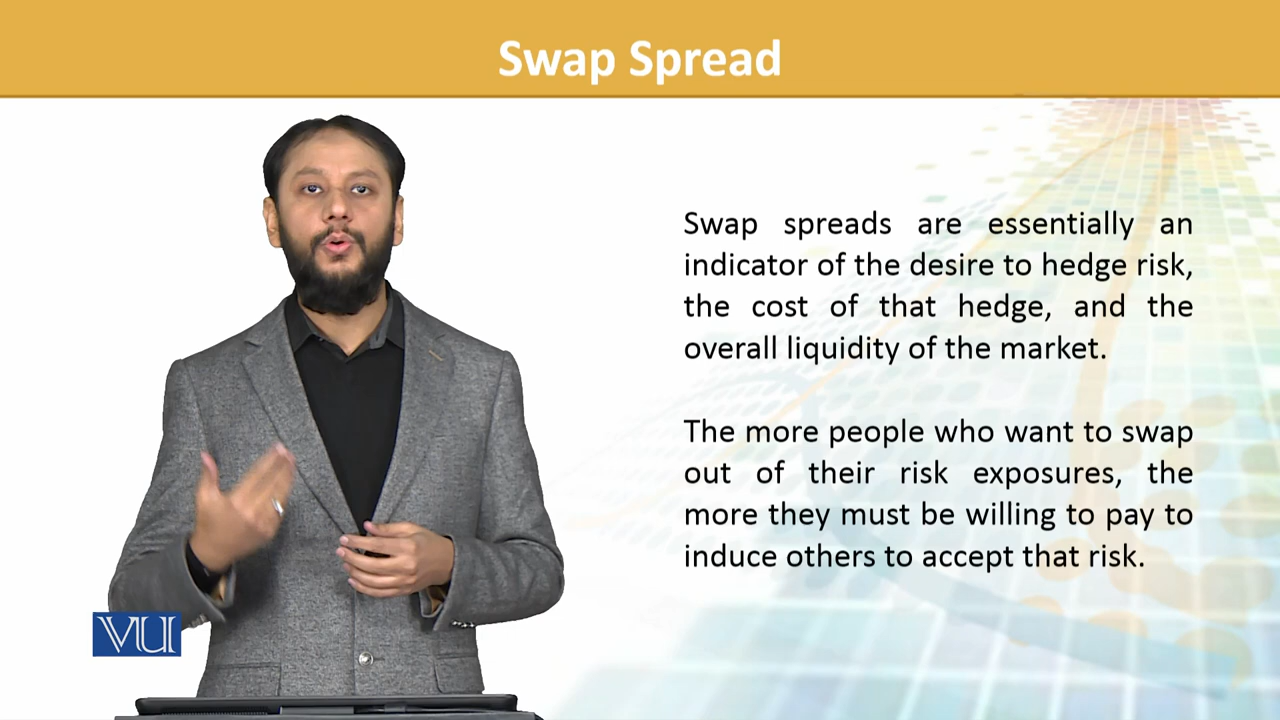 Swap Spread
Swap spreads are essentially an
indicator of the desire to hedge risk,
the cost of that hedge, and the
overall liquidity of the market.
The more people who want to swap
out of their risk exposures, the
more they must be willing to pay to
induce others to accept that risk.
VU